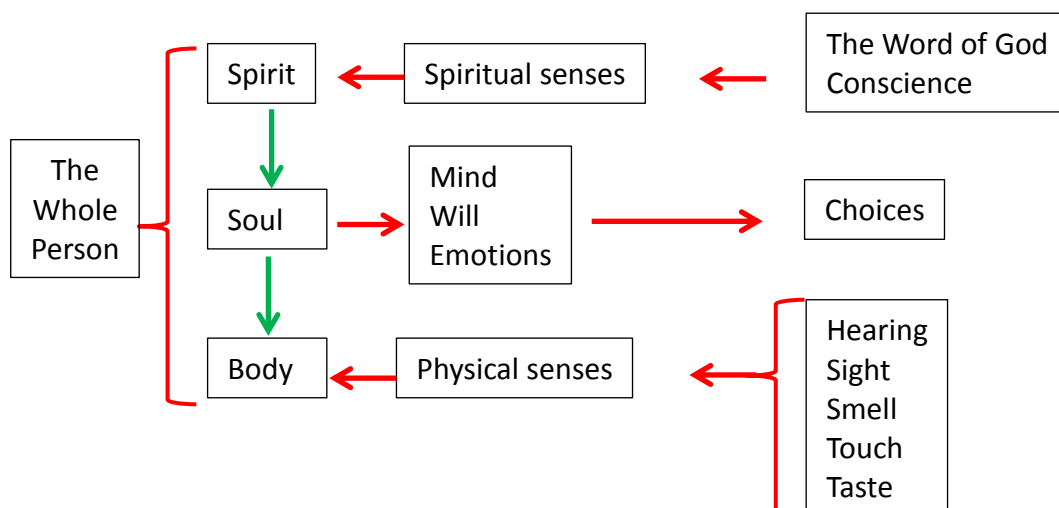 The
Whole
Person
Spirit
Spiritual senses
The Word of God
Conscience
Soul
Mind
Will
Emotions
Choices
Body
Physical senses
Hearing
Sight
Smell
Touch
Taste